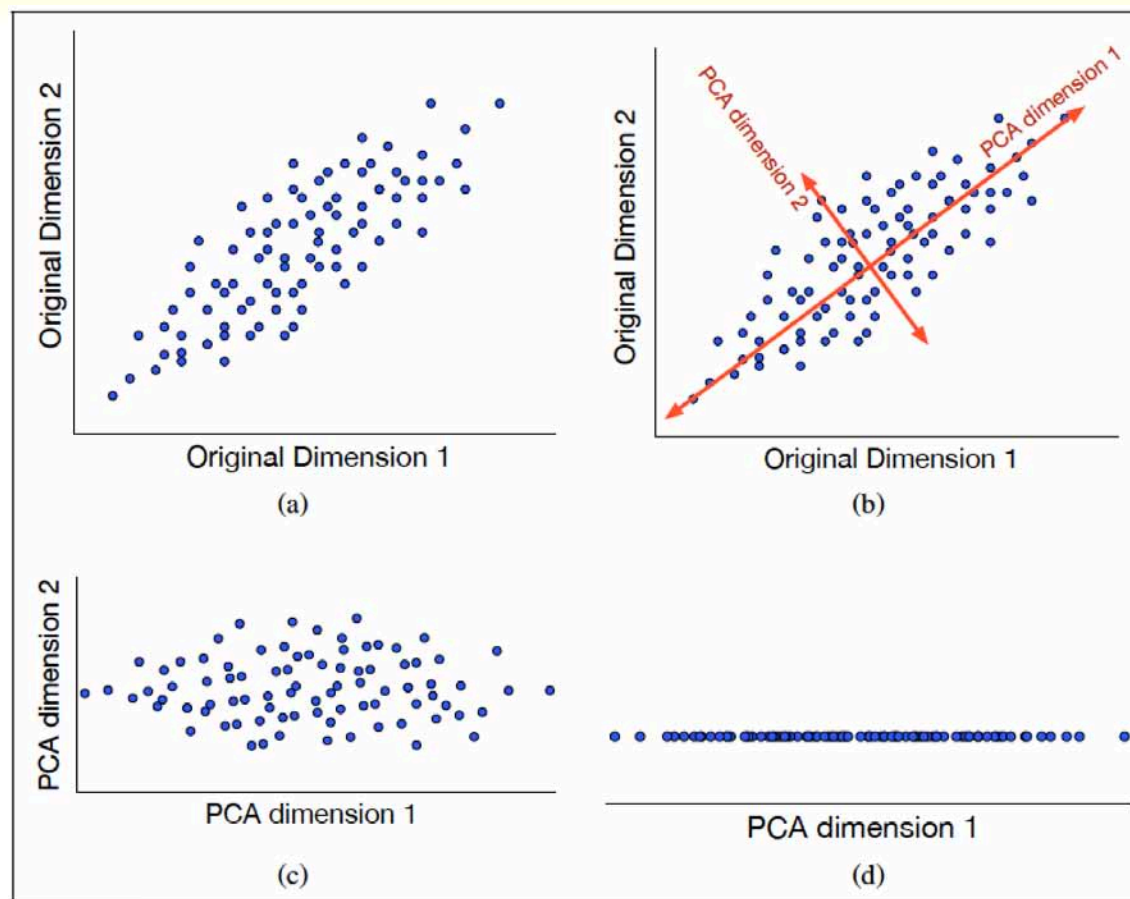 Original Dimension 2
Original Dimension 1
(a)
Original Dimension 2
PCA dimension 2
PCA dimension 1
Original Dimension 1
(b)
PCA dimension 2
PCA dimension 1
(c)
PCA dimension 1
(d)